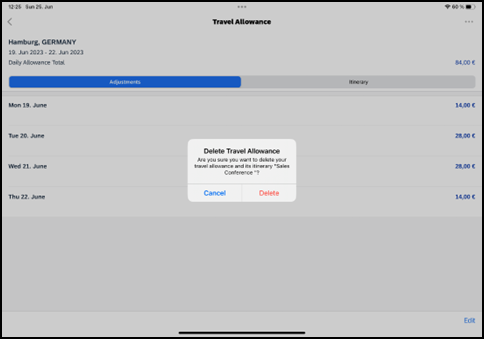 12:25 Sun 25. Jun
60 %
Travel Allowance
Hamburg, GERMANY
19. Jun 2023 - 22. Jun 2023
Daily Allowance Total 84,00 €
Adjustments Itinerary
Mon 19. June 14,00 €
Tue 20. June 28,00 €
Wed 21. June 28,00 €
Thu 22. June 14,00 €
Delete Travel Allowance
Are you sure you want to delete your
travel allowance and its itinerary "Sales
Conference "?
Cancel Delete
Edit